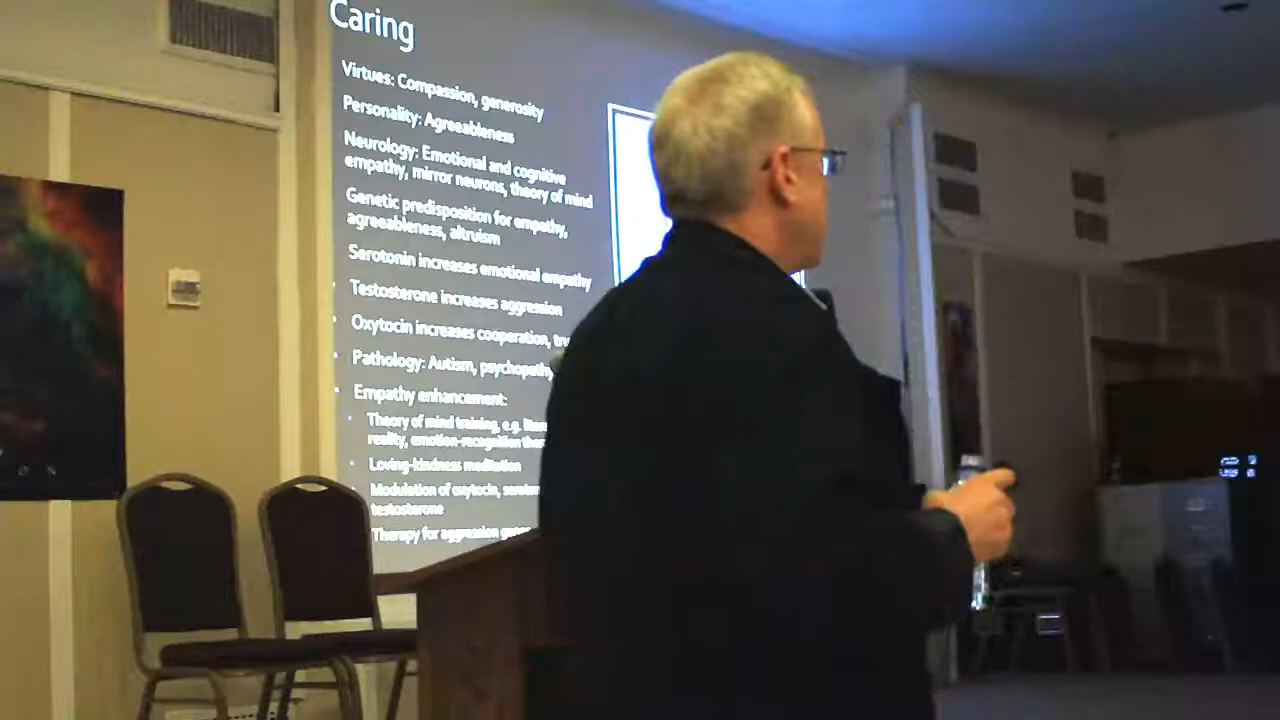 Caring
Virtues: Compassion, generosity
Personality: Agreeableness
Neurology: Emotional and cognitive
empathy, mirror neurons, theory of mind
Genetic predisposition for empathy,
agreeableness, altruism
Serotonin increases emotional empathy
Testosterone increases aggression
Oxytocin increases cooperation,
Pathology: Autism, psychopathy
Empathy enhancement:
Theory of mind training, e.g.
reality, emotion-recognition
Loving-kindness meditation
Modulation of oxytocin,
testosterone
Therapy for aggression